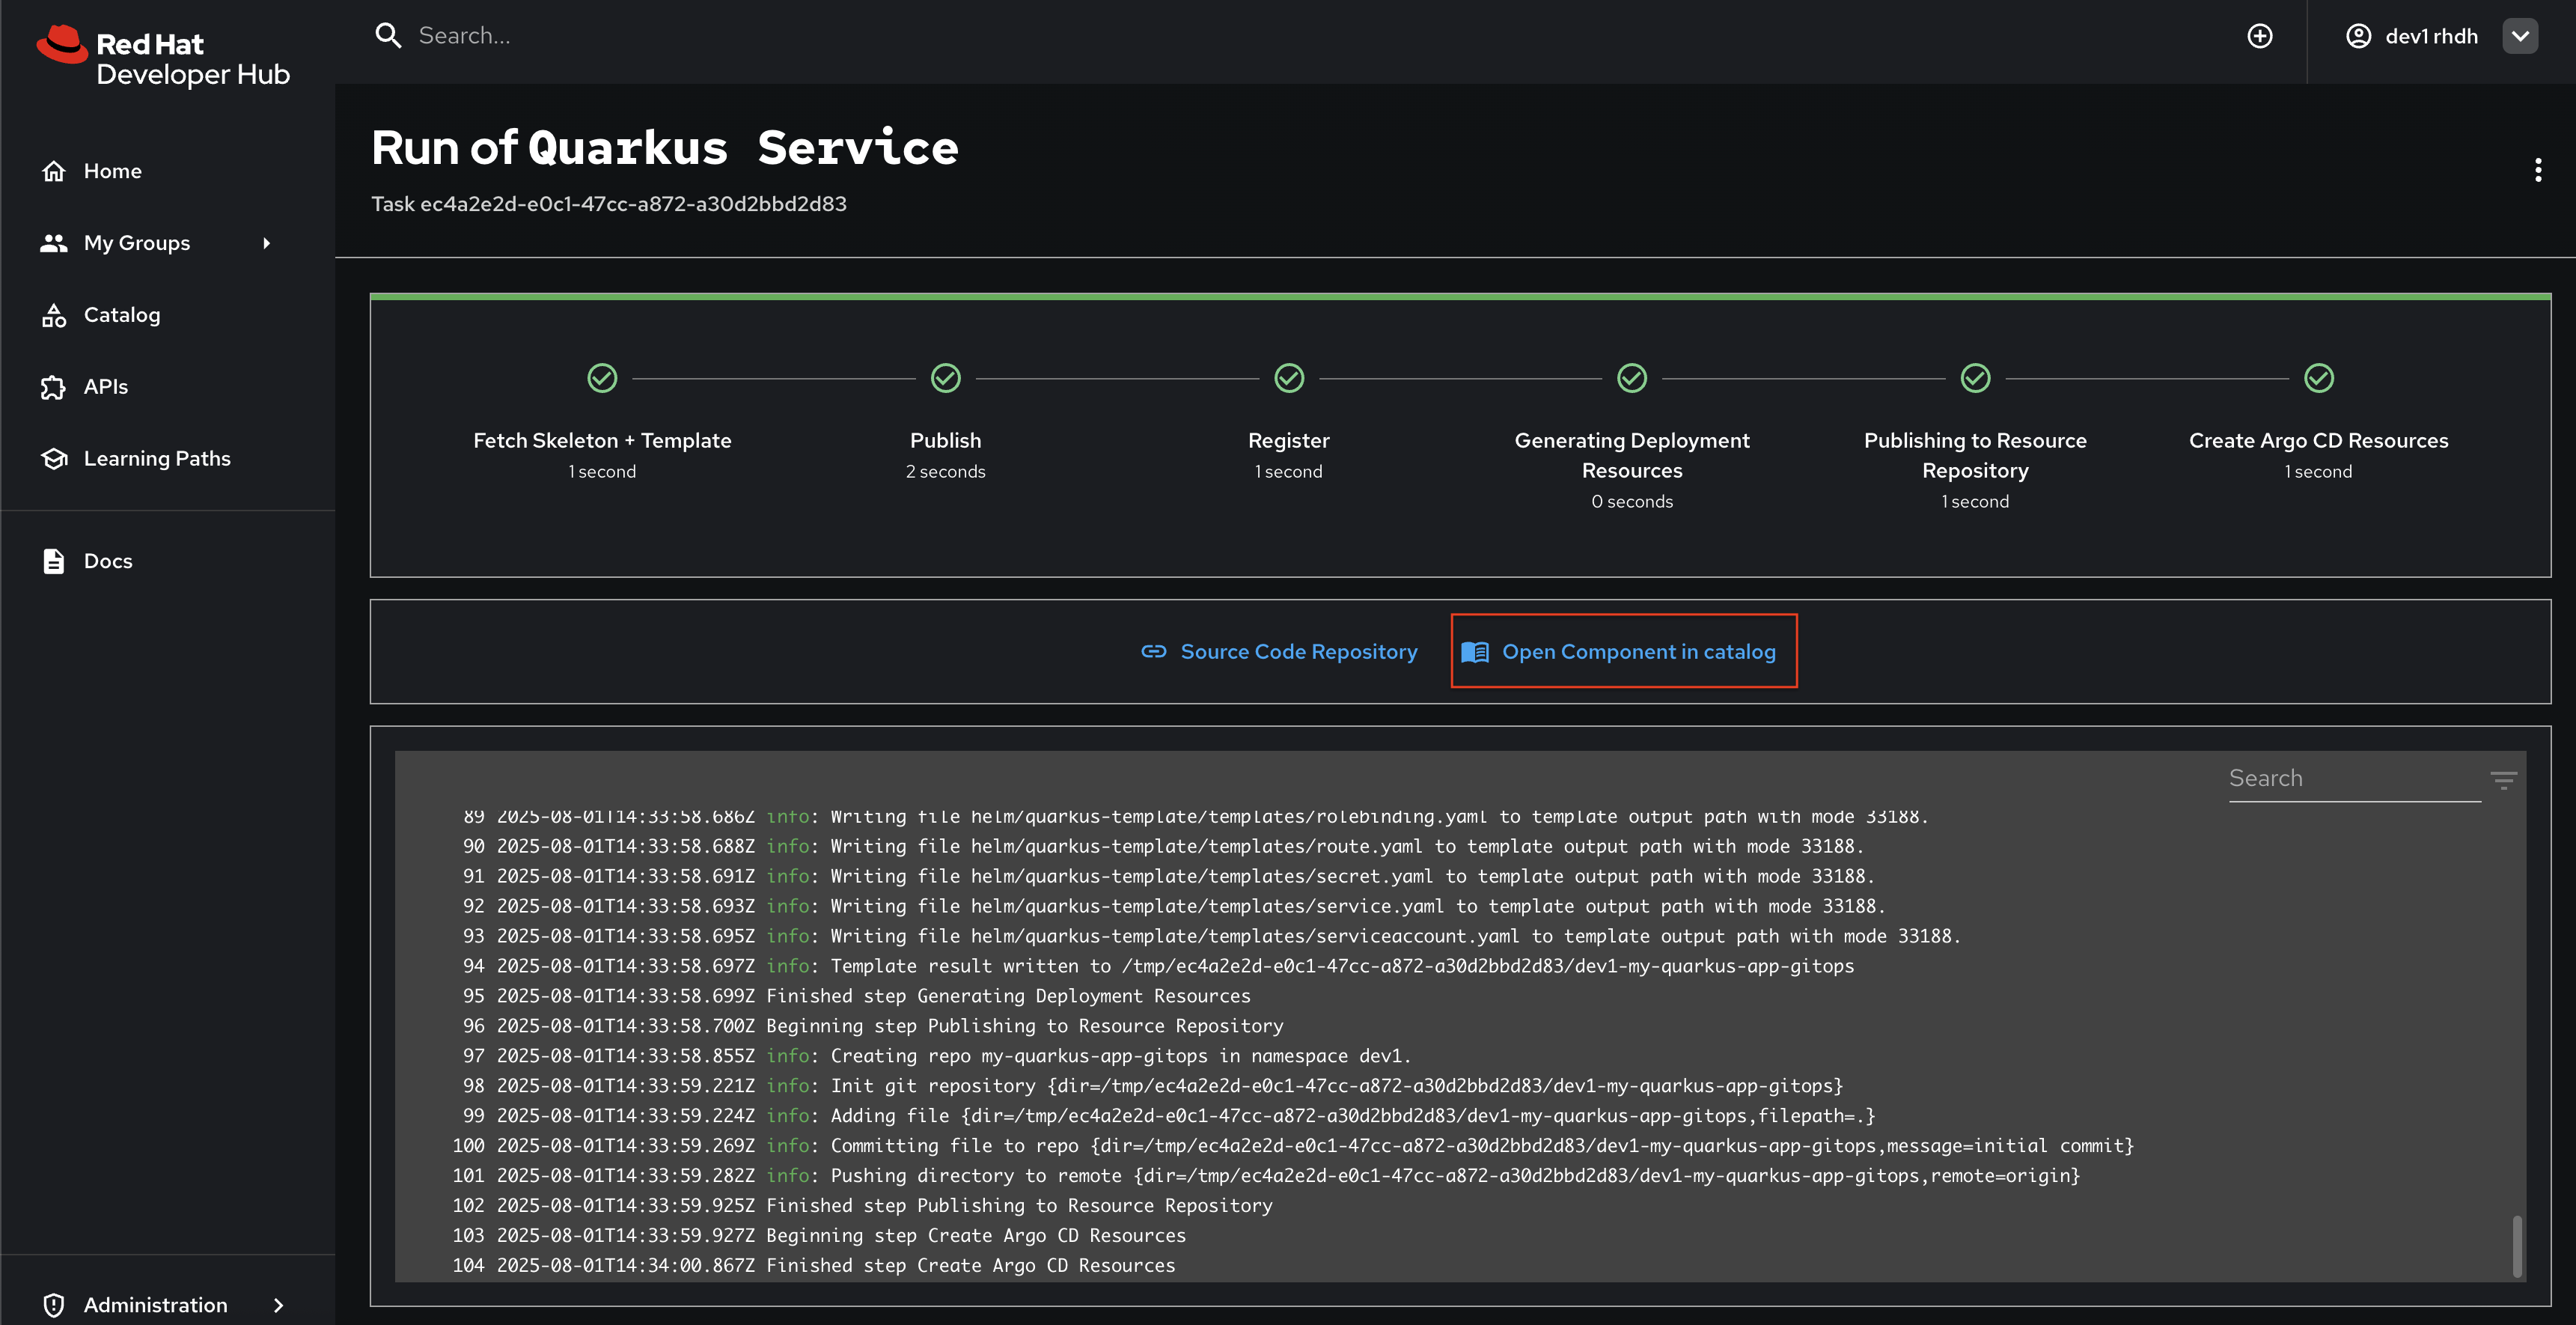 Red Hat
Developer Hub
Search...
dev1 rhdh
Home
My Groups
Catalog
APIs
Learning Paths
Docs
Administration
Run of Quarkus Service
Task ec4a2e2d-e0c1-47cc-a872-a30d2bbd2d83
Fetch Skeleton + Template
1 second
Publish
2 seconds
Register
1 second
Generating Deployment
Resources
0 seconds
Publishing to Resource
Repository
1 second
Create Argo CD Resources
1 second
Source Code Repository
Open Component in catalog
Search
89 2025-08-01T14:33:58.686Z info: Writing file helm/quarkus-template/templates/rolebinding.yaml to template output path with mode 33188.
90 2025-08-01T14:33:58.688Z info: Writing file helm/quarkus-template/templates/route.yaml to template output path with mode 33188.
91 2025-08-01T14:33:58.691Z info: Writing file helm/quarkus-template/templates/secret.yaml to template output path with mode 33188.
92 2025-08-01T14:33:58.693Z info: Writing file helm/quarkus-template/templates/service.yaml to template output path with mode 33188.
93 2025-08-01T14:33:58.695Z info: Writing file helm/quarkus-template/templates/serviceaccount.yaml to template output path with mode 33188.
94 2025-08-01T14:33:58.697Z info: Template result written to /tmp/ec4a2e2d-e0c1-47cc-a872-a30d2bbd2d83/dev1-my-quarkus-app-gitops
95 2025-08-01T14:33:58.699Z Finished step Generating Deployment Resources
96 2025-08-01T14:33:58.700Z Beginning step Publishing to Resource Repository
97 2025-08-01T14:33:58.855Z info: Creating repo my-quarkus-app-gitops in namespace dev1.
98 2025-08-01T14:33:59.221Z info: Init git repository {dir=/tmp/ec4a2e2d-e0c1-47cc-a872-a30d2bbd2d83/dev1-my-quarkus-app-gitops}
99 2025-08-01T14:33:59.224Z info: Adding file {dir=/tmp/ec4a2e2d-e0c1-47cc-a872-a30d2bbd2d83/dev1-my-quarkus-app-gitops,filepath=.}
100 2025-08-01T14:33:59.269Z info: Committing file to repo {dir=/tmp/ec4a2e2d-e0c1-47cc-a872-a30d2bbd2d83/dev1-my-quarkus-app-gitops,message=initial commit}
101 2025-08-01T14:33:59.282Z info: Pushing directory to remote {dir=/tmp/ec4a2e2d-e0c1-47cc-a872-a30d2bbd2d83/dev1-my-quarkus-app-gitops,remote=origin}
102 2025-08-01T14:33:59.925Z Finished step Publishing to Resource Repository
103 2025-08-01T14:33:59.927Z Beginning step Create Argo CD Resources
104 2025-08-01T14:34:00.867Z Finished step Create Argo CD Resources